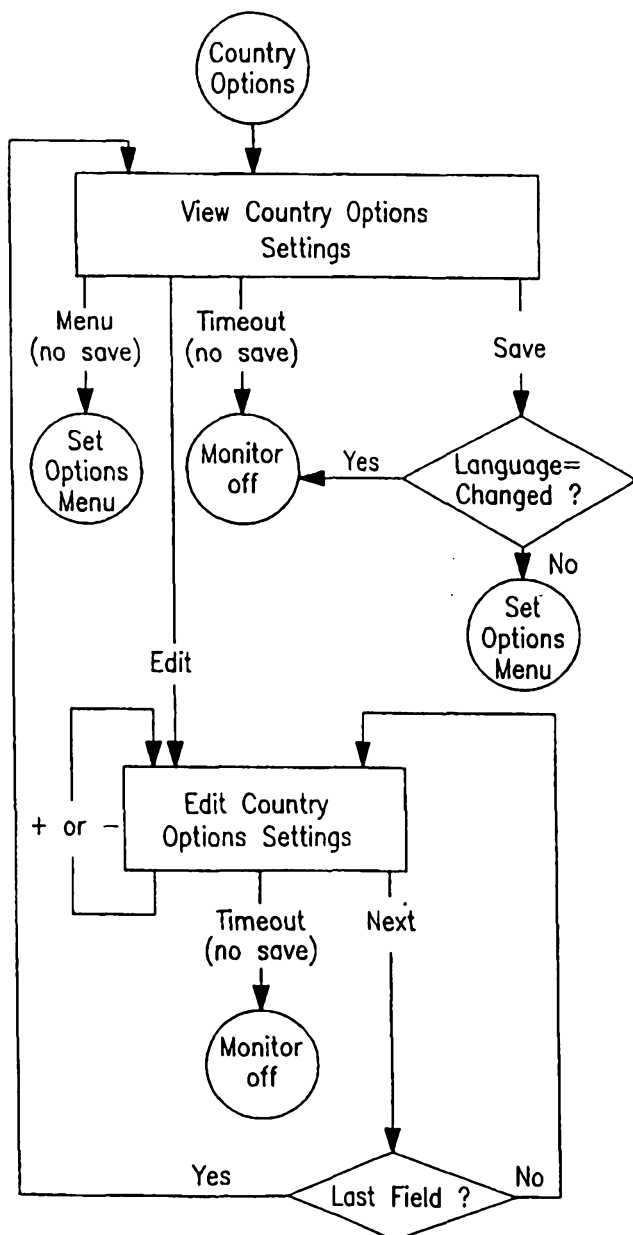 Country
Options
View Country Options
Settings
Menu
(no save)
Timeout
(no save)
Save
Set
Options
Menu
Monitor
off
Yes
Language=
Changed ?
No
Set
Options
Menu
Edit
+ or -
Edit Country
Options Settings
Timeout
(no save)
Next
Monitor
off
Yes
Last Field ?
No